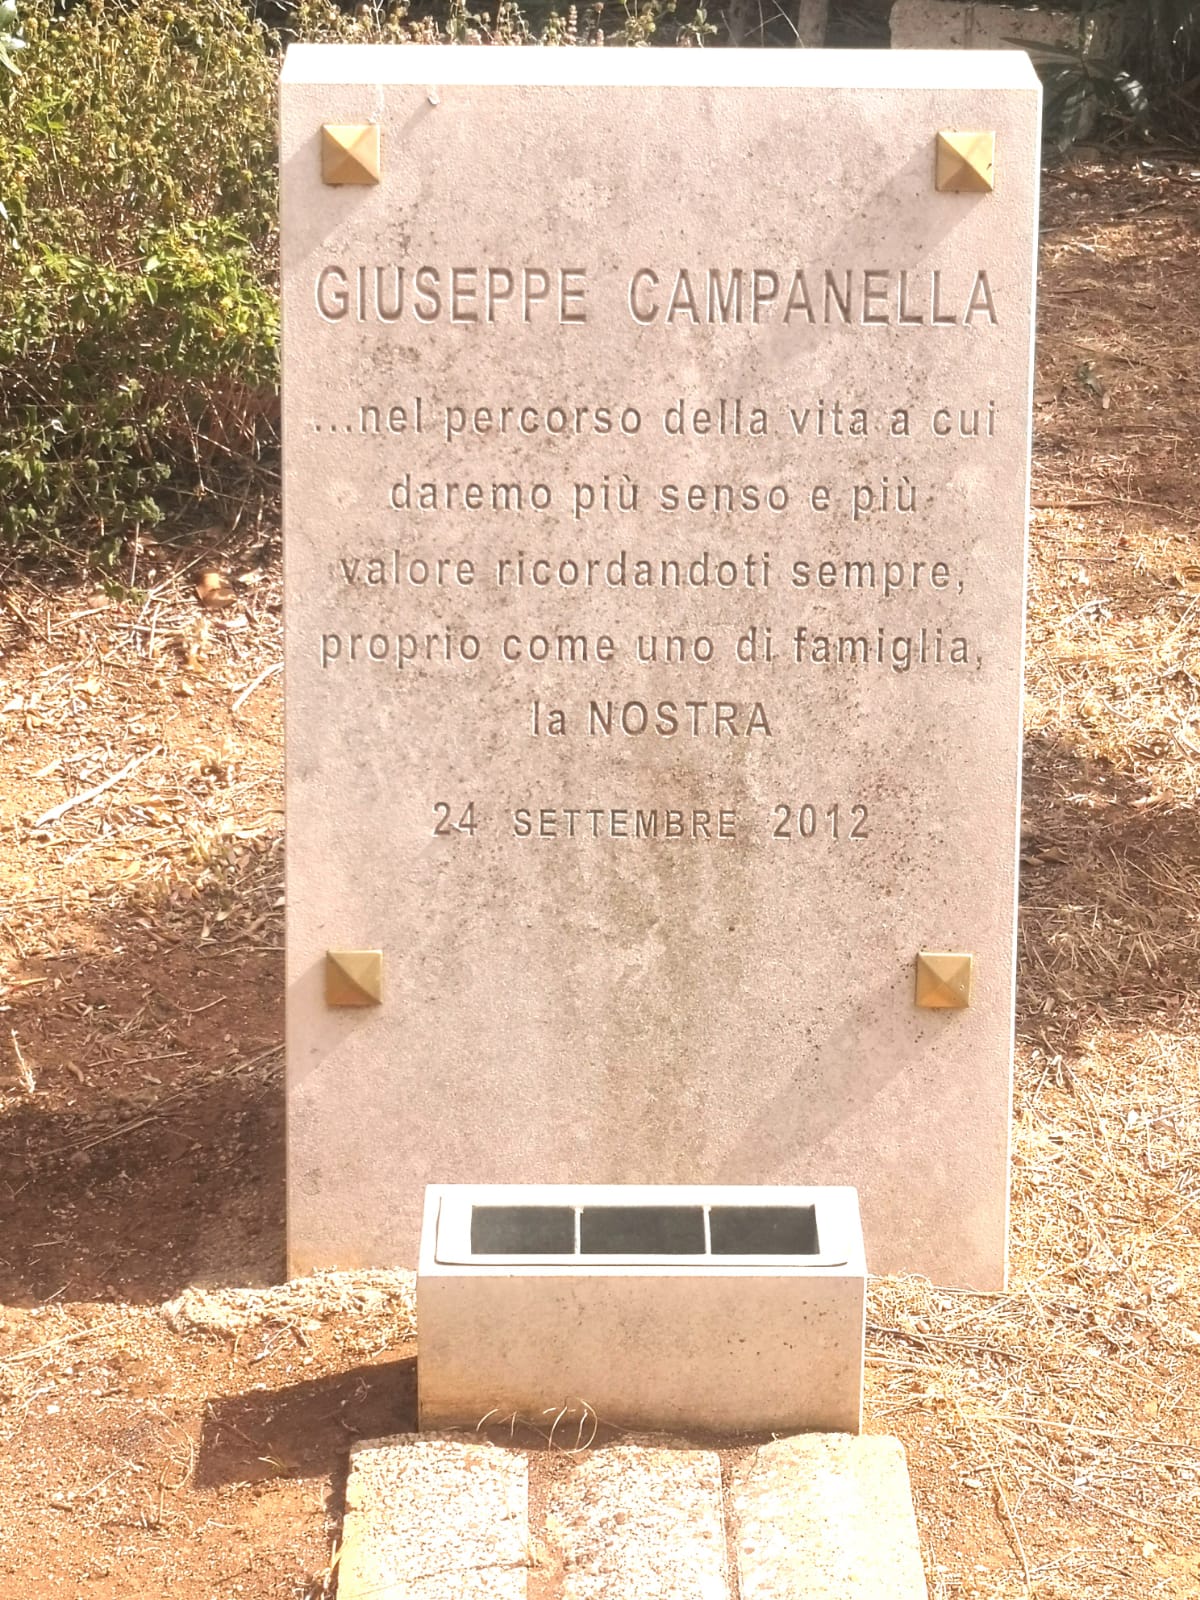 GIUSEPPE CAMPANELLA
...nel percorso della vita a cui
daremo più senso e più
valore ricordandoti sempre,
proprio come uno di famiglia,
la NOSTRA
24 SETTEMBRE 2012